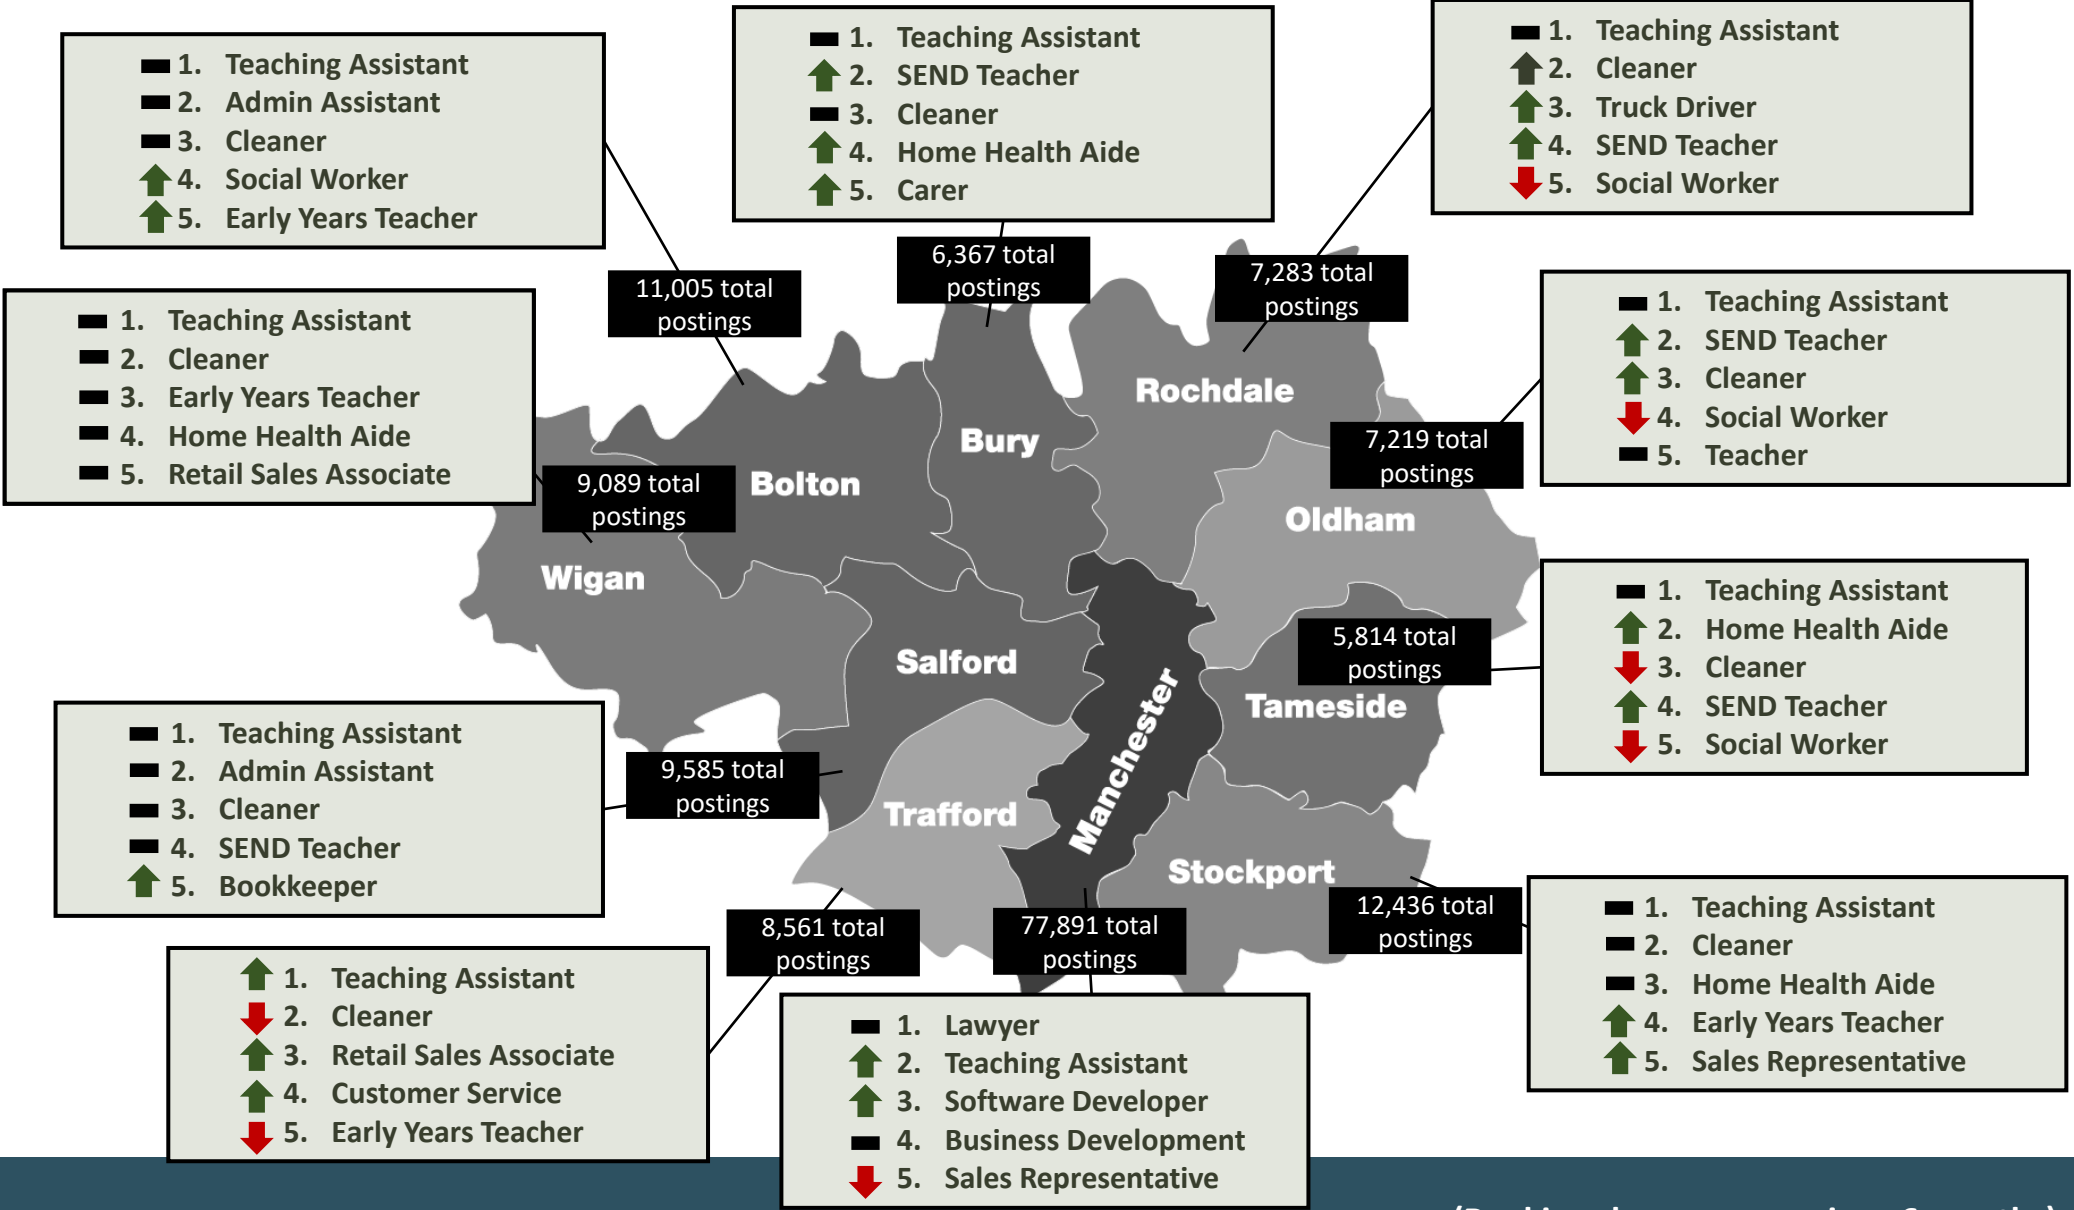 1. Teaching Assistant
2. Admin Assistant
3. Cleaner
4. Social Worker
5. Early Years Teacher
1. Teaching Assistant
2. SEND Teacher
3. Cleaner
4. Home Health Aide
5. Carer
1. Teaching Assistant
2. Cleaner
3. Truck Driver
4. SEND Teacher
5. Social Worker
11,005 total
postings
6,367 total
postings
7,283 total
postings
1. Teaching Assistant
2. Cleaner
3. Early Years Teacher
4. Home Health Aide
5. Retail Sales Associate
1. Teaching Assistant
2. SEND Teacher
3. Cleaner
4. Social Worker
5. Teacher
Rochdale
Bury
7,219 total
postings
9,089 total
postings
Bolton
Oldham
Wigan
1. Teaching Assistant
2. Home Health Aide
3. Cleaner
4. SEND Teacher
5. Social Worker
5,814 total
postings
Salford
Tameside
Manchester
1. Teaching Assistant
2. Admin Assistant
3. Cleaner
4. SEND Teacher
5. Bookkeeper
9,585 total
postings
Trafford
Stockport
8,561 total
postings
77,891 total
postings
12,436 total
postings
1. Teaching Assistant
2. Cleaner
3. Home Health Aide
4. Early Years Teacher
5. Sales Representative
1. Teaching Assistant
2. Cleaner
3. Retail Sales Associate
4. Customer Service
5. Early Years Teacher
1. Lawyer
2. Teaching Assistant
3. Software Developer
4. Business Development
5. Sales Representative